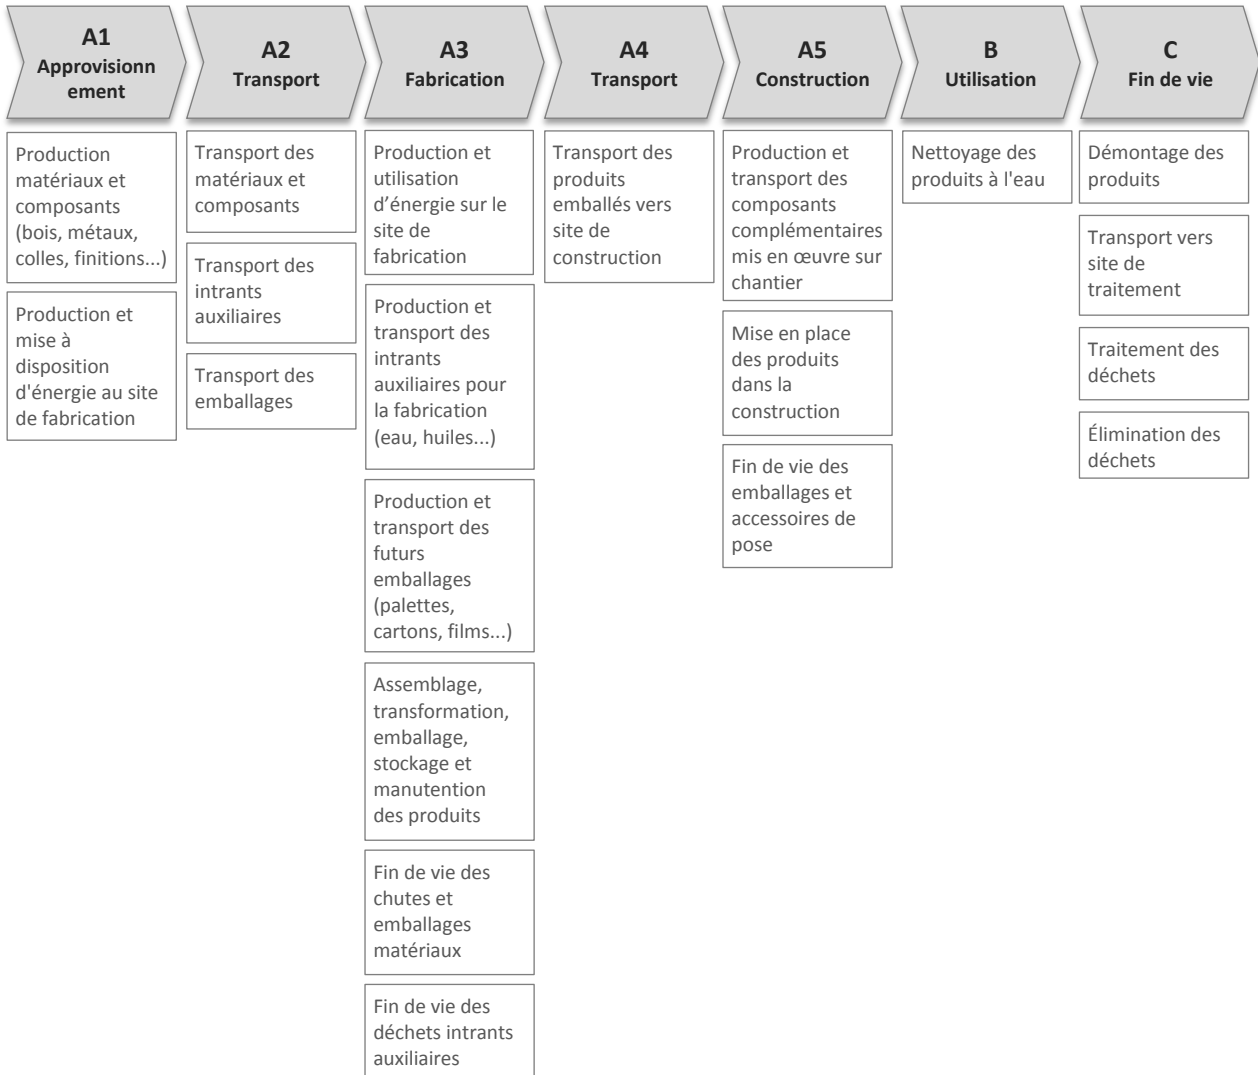 A1
Approvisionn
ement
A2
Transport
A3
Fabrication
A4
Transport
A5
Construction
B
Utilisation
C
Fin de vie
Production
matériaux et
composants
(bois, métaux,
colles, finitions...)
Production et
mise à
disposition
d'énergie au site
de fabrication
Transport des
matériaux et
composants
Transport des
intrants
auxiliaires
Transport des
emballages
Production et
utilisation
d’énergie sur le
site de
fabrication
Production et
transport des
intrants
auxiliaires pour
la fabrication
(eau, huiles...)
Production et
transport des
futurs
emballages
(palettes,
cartons, films...)
Assemblage,
transformation,
emballage,
stockage et
manutention
des produits
Fin de vie des
chutes et
emballages
matériaux
Fin de vie des
déchets intrants
auxiliaires
Transport des
produits
emballés vers
site de
construction
Production et
transport des
composants
complémentaires
mis en œuvre sur
chantier
Mise en place
des produits
dans la
construction
Fin de vie des
emballages et
accessoires de
pose
Nettoyage des
produits à l'eau
Démontage des
produits
Transport vers
site de
traitement
Traitement des
déchets
Élimination des
déchets